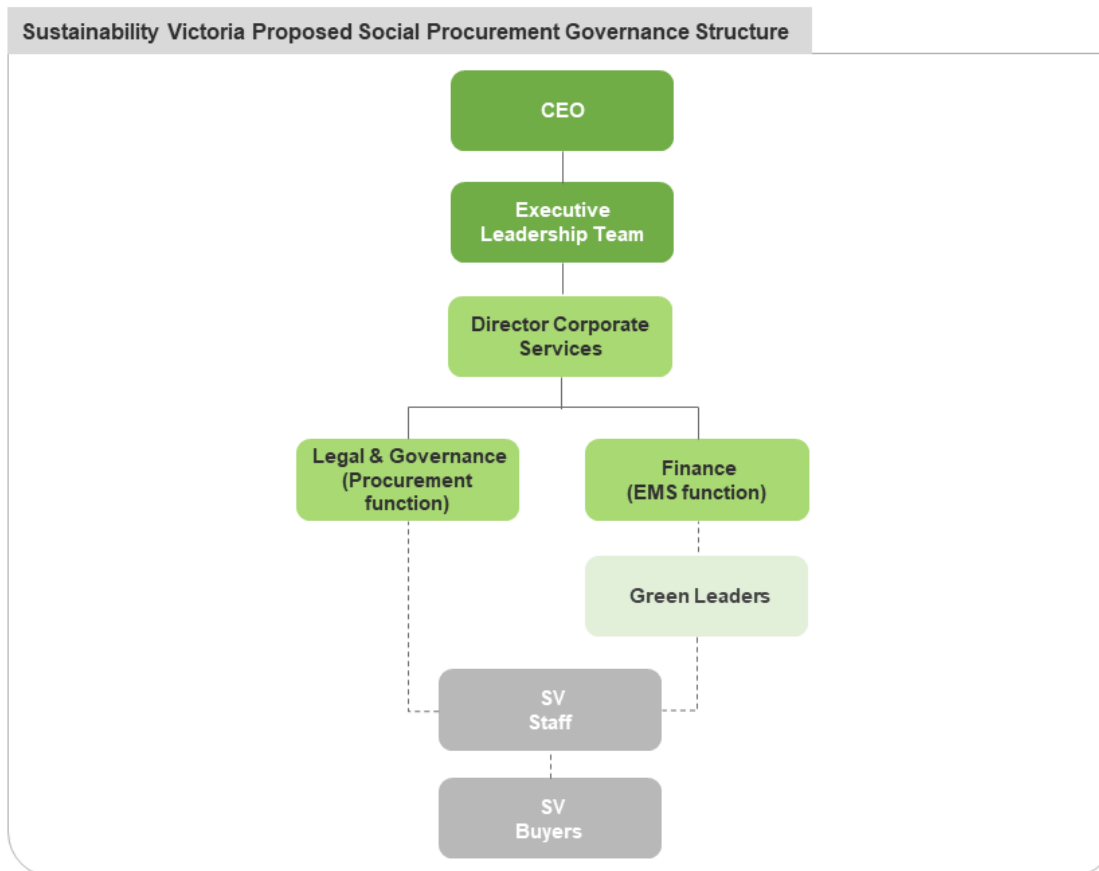 Sustainability Victoria Proposed Social Procurement Governance Structure
CEO
Executive
Leadership Team
Director Corporate
Services
Legal & Governance
(Procurement
function)
Finance
(EMS function)
Green Leaders
SV
Staff
SV
Buyers